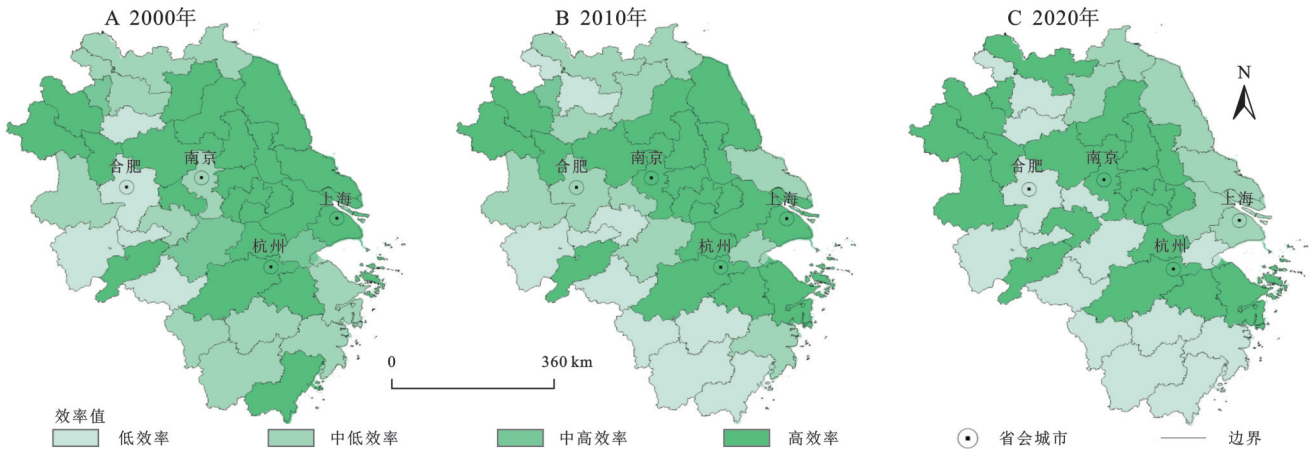 A 2000年
B 2010年
C 2020年
N
合肥
南京
上海
杭州
合肥
南京
上海
杭州
合肥
南京
上海
杭州
0
360 km
效率值
低效率
中低效率
中高效率
高效率
省会城市
边界